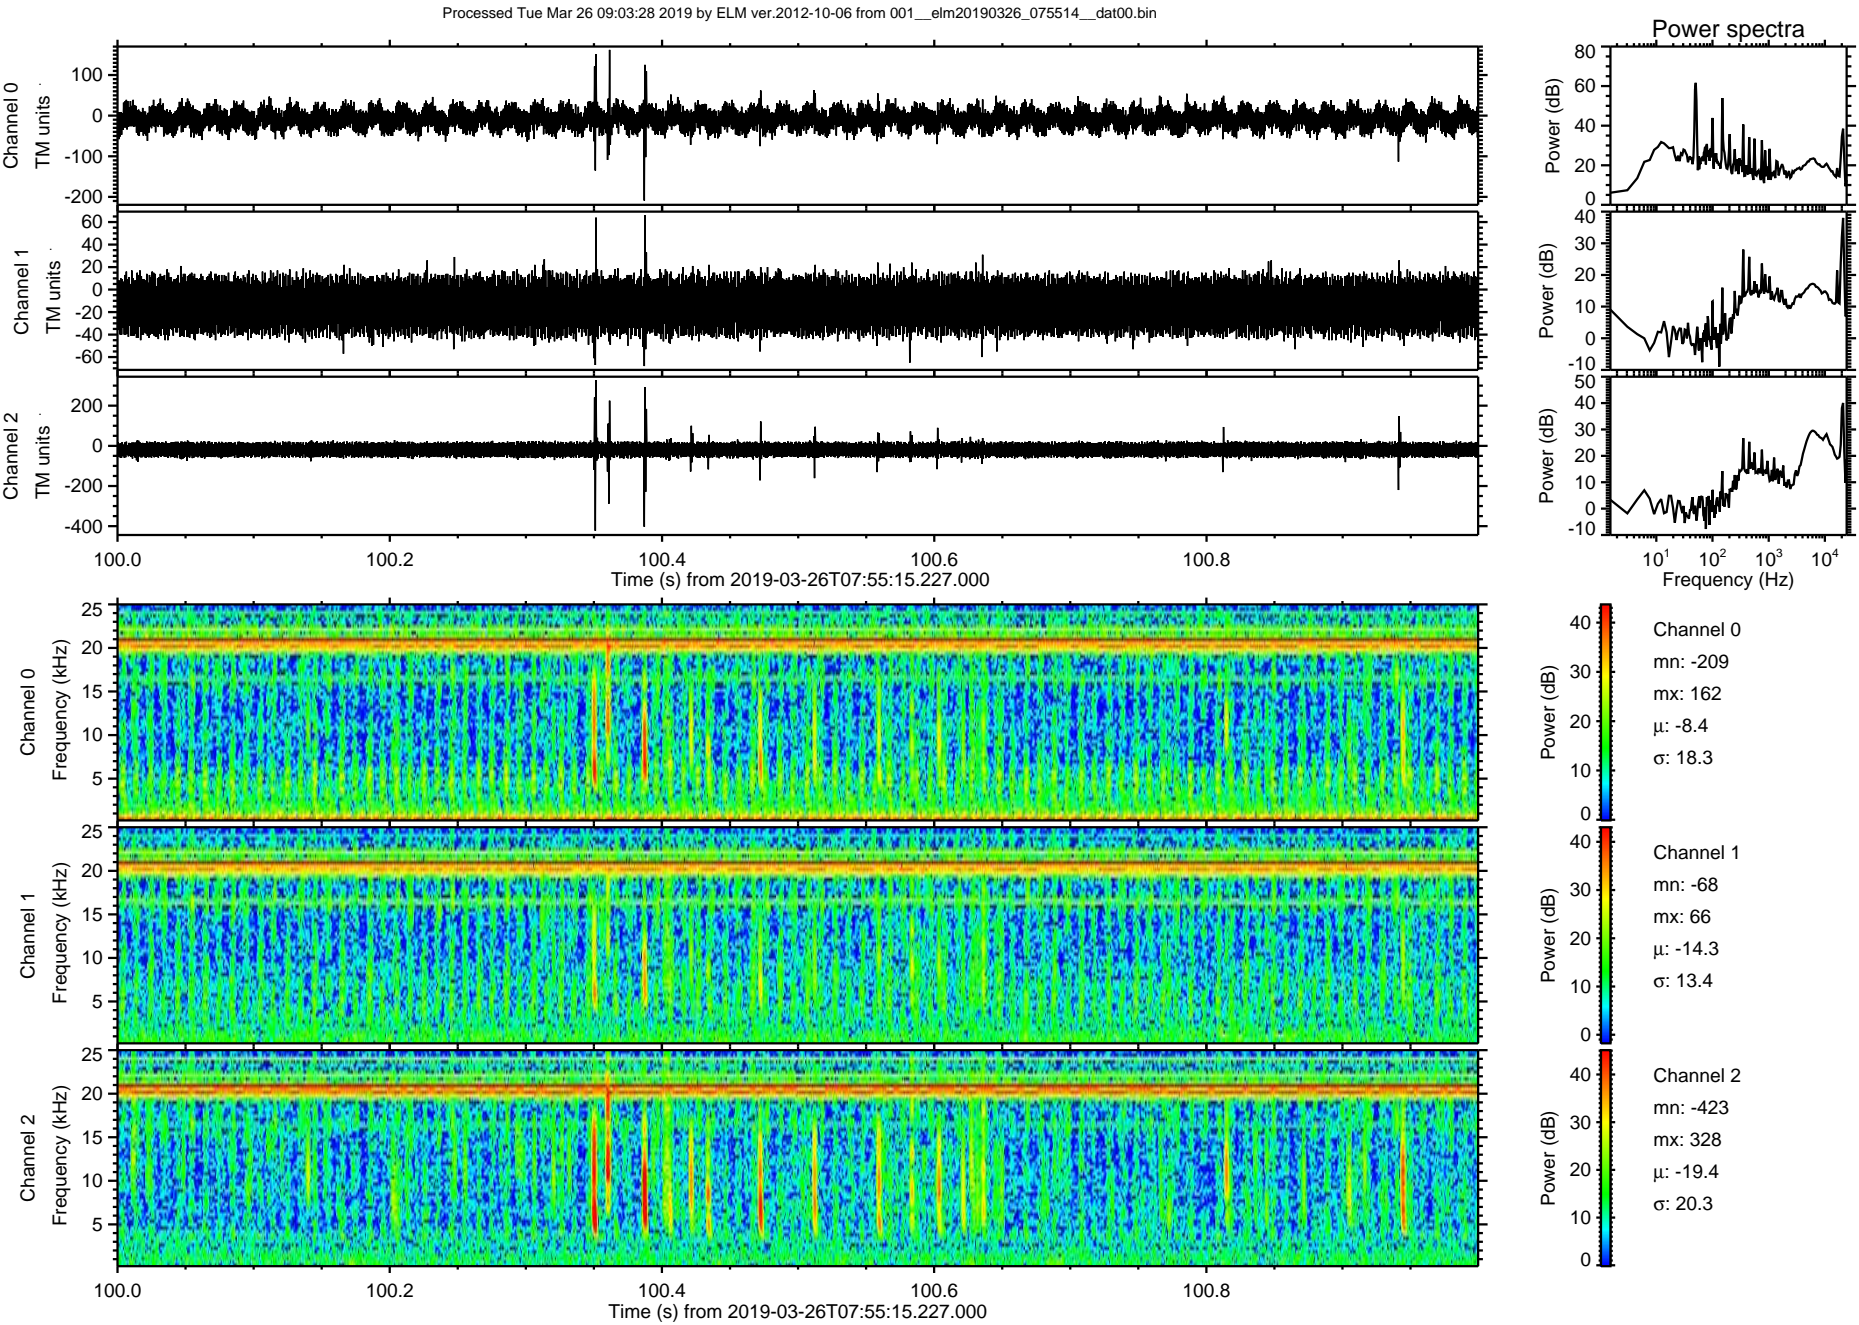 Processed Tue Mar 26 09:03:28 2019 by ELM ver.2012-10-06 from 001__elm20190326_075514__dat00.bin
Power spectra
Channel 0
TM units
100
0
-100
-200
Power (dB)
80
60
40
20
0
Channel 1
TM units
60
40
20
0
-20
-40
-60
Power (dB)
40
30
20
10
0
-10
Channel 2
TM units
200
0
-200
-400
Power (dB)
50
40
30
20
10
0
-10
100.0 100.2 100.4 100.6 100.8
Time (s) from 2019-03-26T07:55:15.227.000
10^1 10^2 10^3 10^4
Frequency (Hz)
Channel 0
Frequency (kHz)
25
20
15
10
5
Power (dB)
40
30
20
10
0
Channel 0
mn: -209
mx: 162
µ: -8.4
σ: 18.3
Channel 1
Frequency (kHz)
25
20
15
10
5
Power (dB)
40
30
20
10
0
Channel 1
mn: -68
mx: 66
µ: -14.3
σ: 13.4
Channel 2
Frequency (kHz)
25
20
15
10
5
Power (dB)
40
30
20
10
0
Channel 2
mn: -423
mx: 328
µ: -19.4
σ: 20.3
100.0 100.2 100.4 100.6 100.8
Time (s) from 2019-03-26T07:55:15.227.000